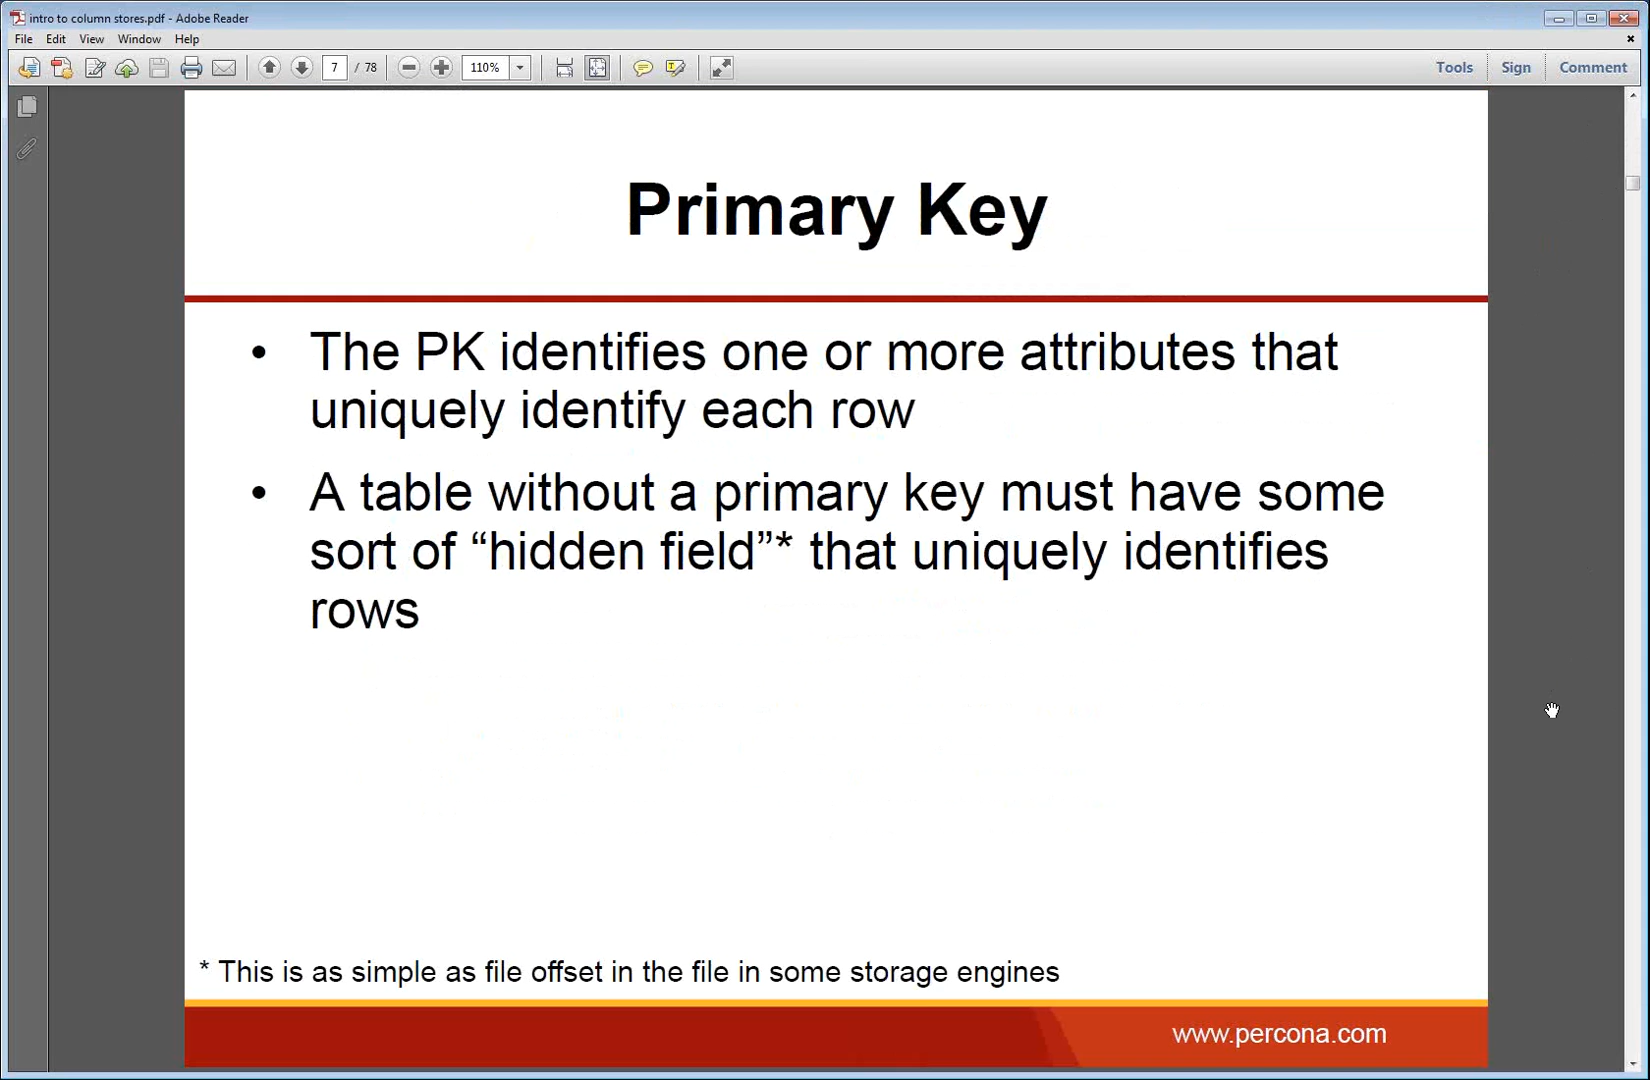 intro to column stores.pdf - Adobe Reader
File Edit View Window Help
7 / 78 110% Tools Sign Comment
Primary Key
• The PK identifies one or more attributes that
uniquely identify each row
• A table without a primary key must have some
sort of “hidden field”* that uniquely identifies
rows
* This is as simple as file offset in the file in some storage engines
www.percona.com